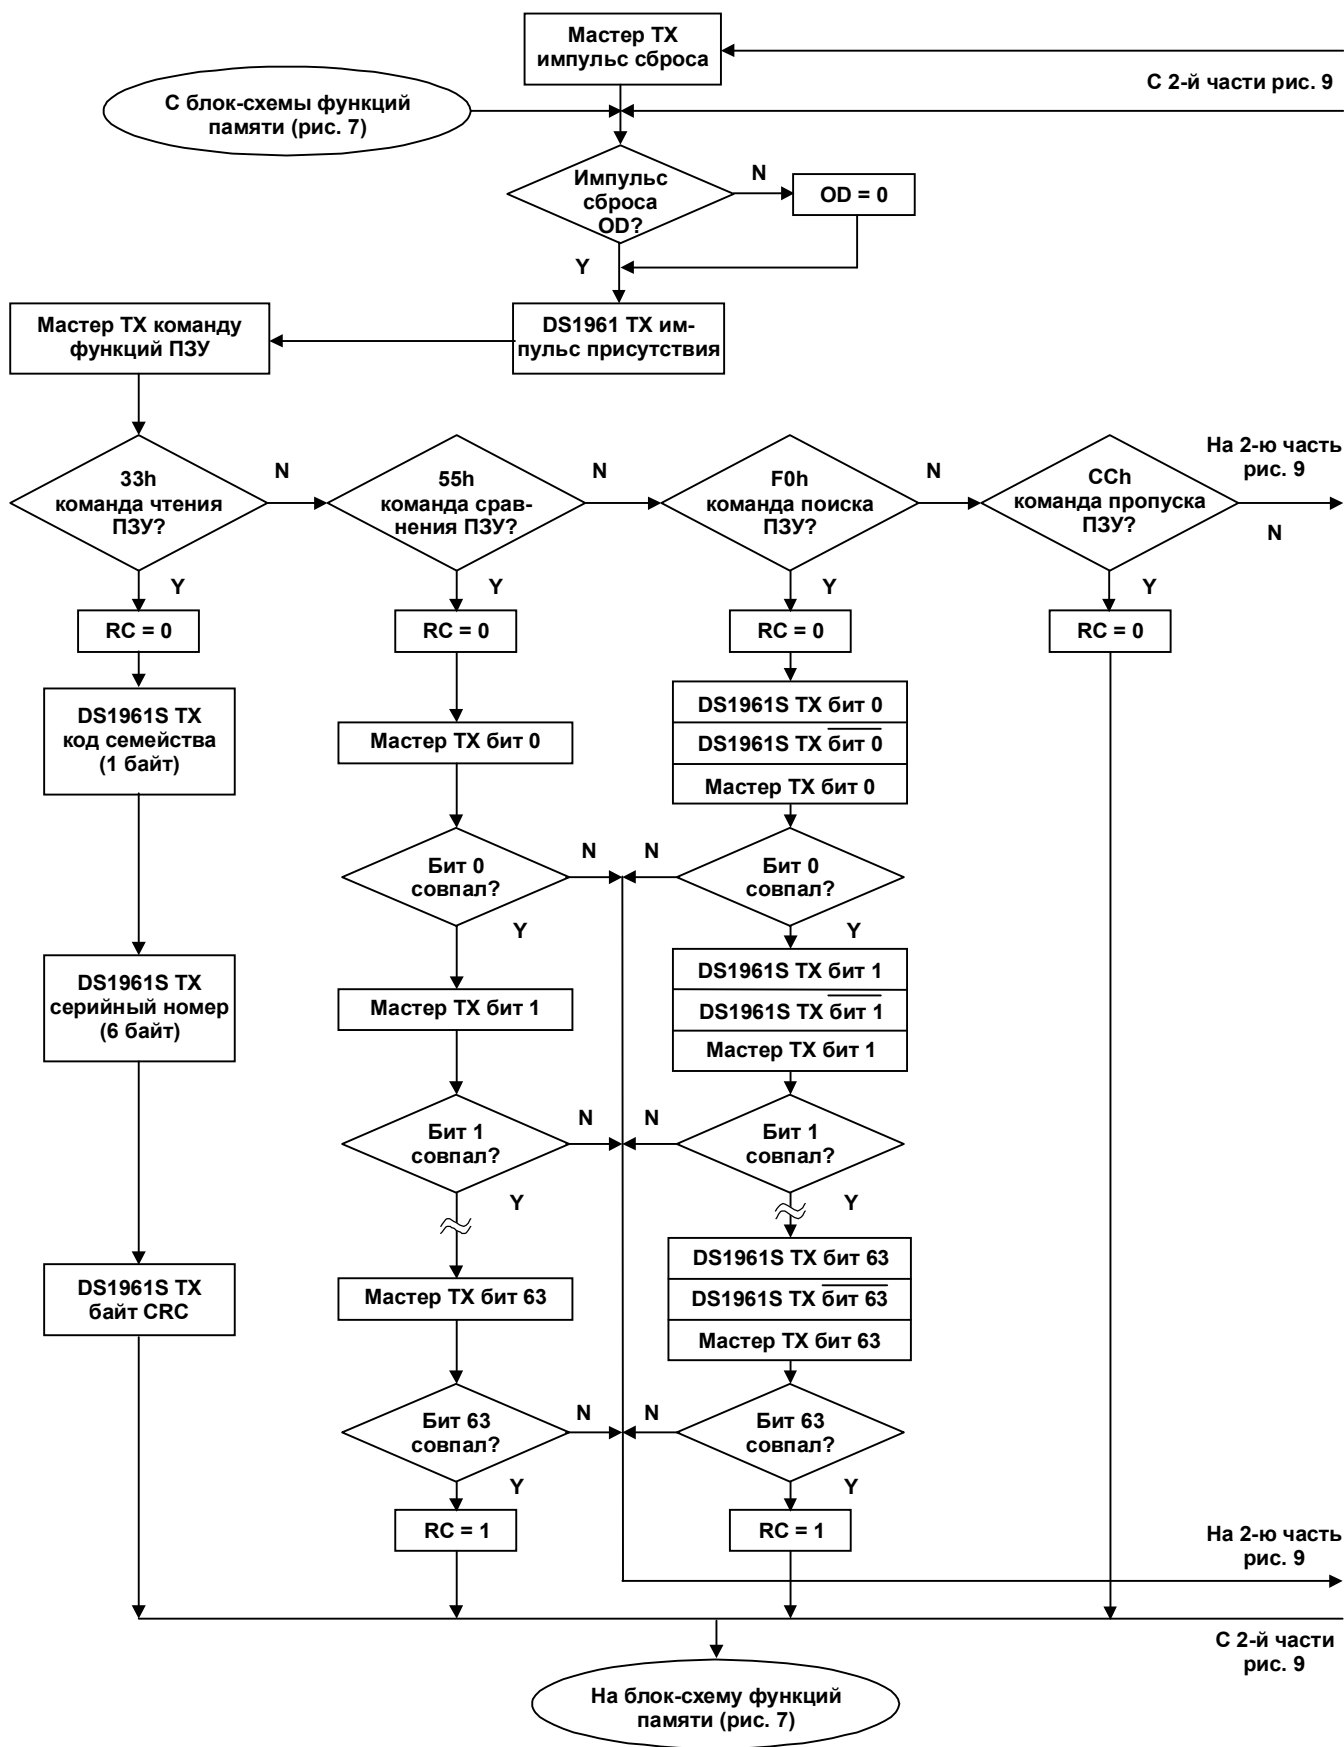 Мастер TX
импульс сброса
С 2-й части рис. 9
С блок-схемы функций
памяти (рис. 7)
Импульс
сброса
OD?
N
OD = 0
Y
Мастер TX команду
функций ПЗУ
DS1961 TX им-
пульс присутствия
33h
команда чтения
ПЗУ?
N
55h
команда срав-
нения ПЗУ?
N
F0h
команда поиска
ПЗУ?
N
CCh
команда пропуска
ПЗУ?
На 2-ю часть
рис. 9
N
Y
Y
Y
Y
RC = 0
RC = 0
RC = 0
RC = 0
DS1961S TX
код семейства
(1 байт)
Мастер TX бит 0
DS1961S TX бит 0
DS1961S TX бит 0
Мастер TX бит 0
Бит 0
совпал?
N
N
Бит 0
совпал?
Y
Y
DS1961S TX
серийный номер
(6 байт)
Мастер TX бит 1
DS1961S TX бит 1
DS1961S TX бит 1
Мастер TX бит 1
Бит 1
совпал?
N
N
Бит 1
совпал?
Y
Y
DS1961S TX
байт CRC
Мастер TX бит 63
DS1961S TX бит 63
DS1961S TX бит 63
Мастер TX бит 63
Бит 63
совпал?
N
N
Бит 63
совпал?
Y
Y
RC = 1
RC = 1
На 2-ю часть
рис. 9
С 2-й части
рис. 9
На блок-схему функций
памяти (рис. 7)